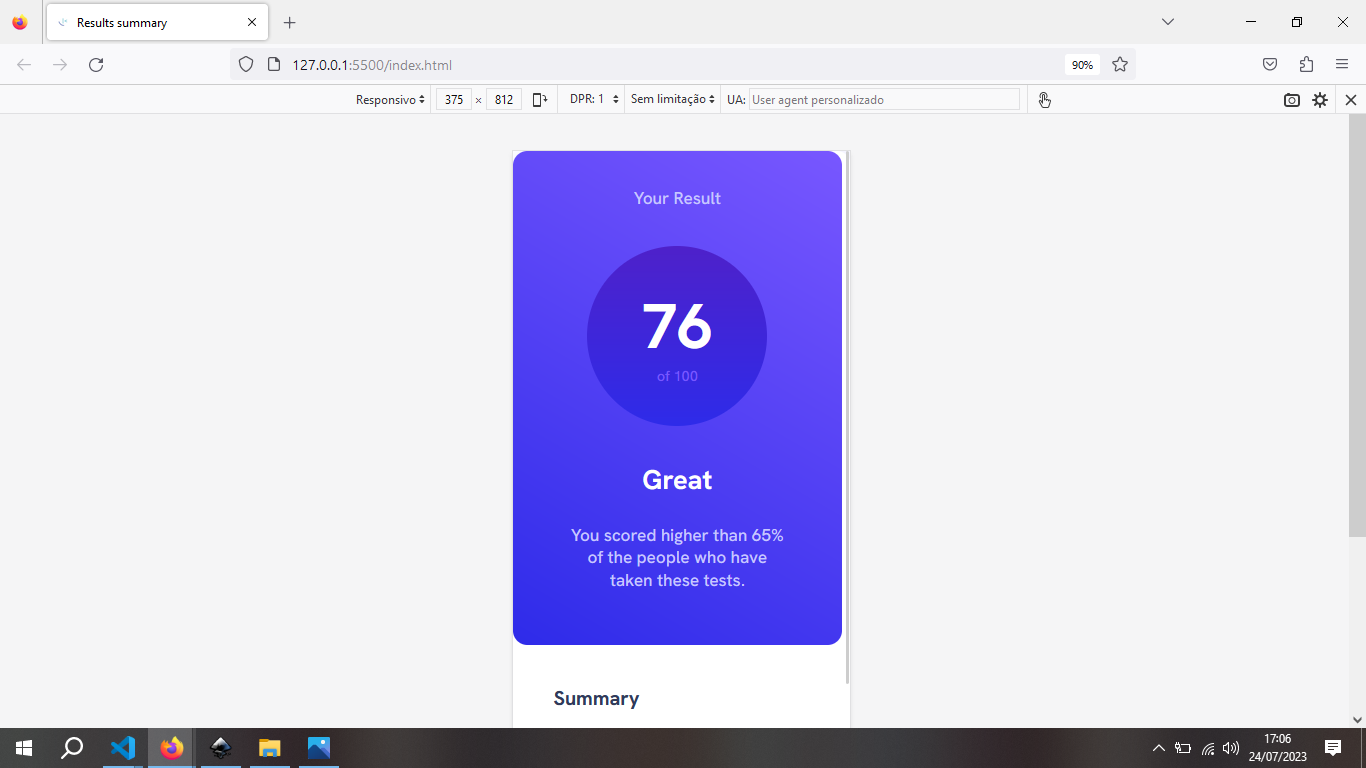 Results summary
127.0.0.1:5500/index.html
90%
Responsivo
375 × 812
DPR: 1
Sem limitação
UA: User agent personalizado
Your Result
76
of 100
Great
You scored higher than 65%
of the people who have
taken these tests.
Summary
17:06
24/07/2023